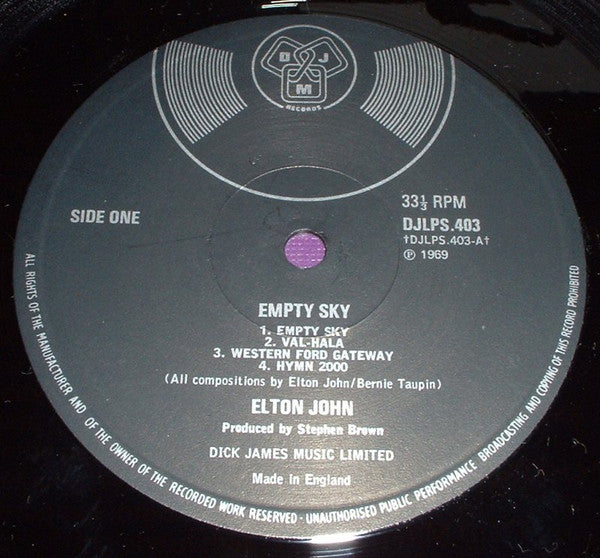 D J
M
RECORDS
SIDE ONE
33⅓ RPM
DJLPS.403
†DJLPS.403-A†
Ⓟ 1969
EMPTY SKY
1. EMPTY SKY
2. VAL-HALA
3. WESTERN FORD GATEWAY
4. HYMN 2000
(All compositions by Elton John/Bernie Taupin)
ELTON JOHN
Produced by Stephen Brown
DICK JAMES MUSIC LIMITED
Made in England
ALL RIGHTS OF THE MANUFACTURER AND OF THE OWNER OF THE RECORDED WORK RESERVED - UNAUTHORISED PUBLIC PERFORMANCE BROADCASTING AND COPYING OF THIS RECORD PROHIBITED